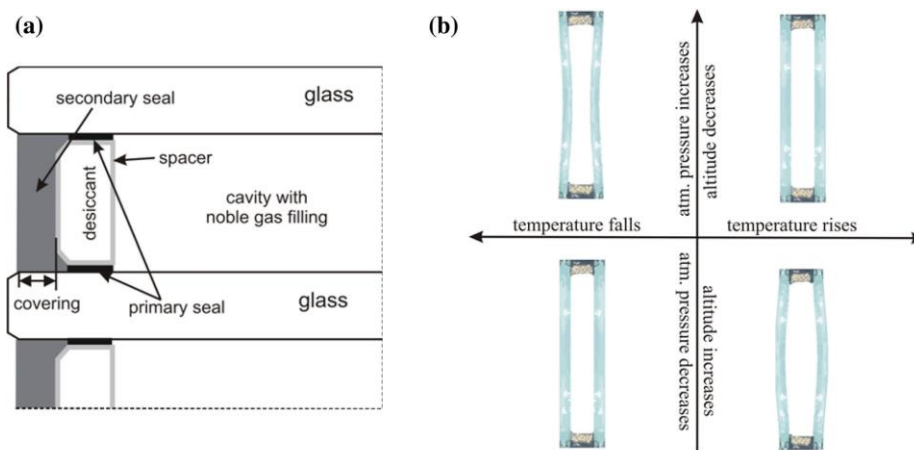 (a)
secondary seal
glass
spacer
desiccant
cavity with
noble gas filling
covering
primary seal
glass
(b)
atm. pressure increases
altitude decreases
temperature falls
temperature rises
atm. pressure decreases
altitude increases